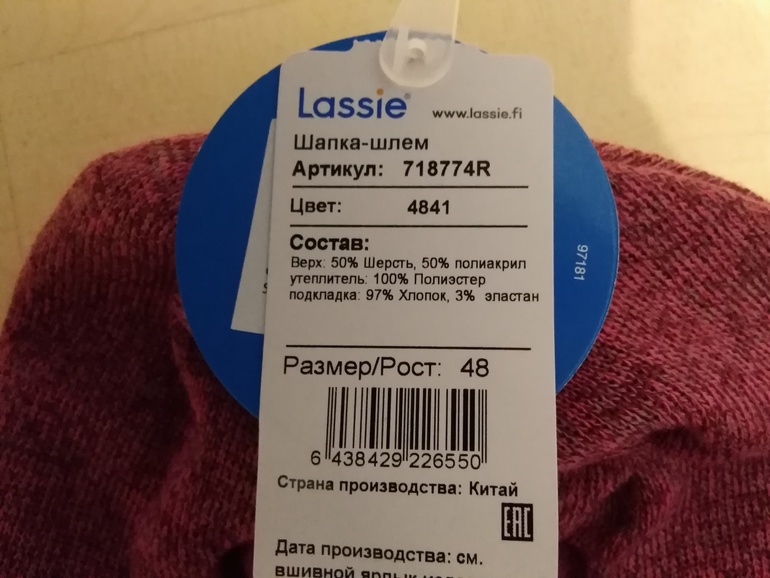 Lassie
www.lassie.fi
Шапка-шлем
Артикул: 718774R
Цвет: 4841
Состав:
Верх: 50% Шерсть, 50% полиакрил
утеплитель: 100% Полиэстер
подкладка: 97% Хлопок, 3% эластан
Размер/Рост: 48
6 438429 226550
Страна производства: Китай
EAC
Дата производства: см.
вшивной ярлык
97181